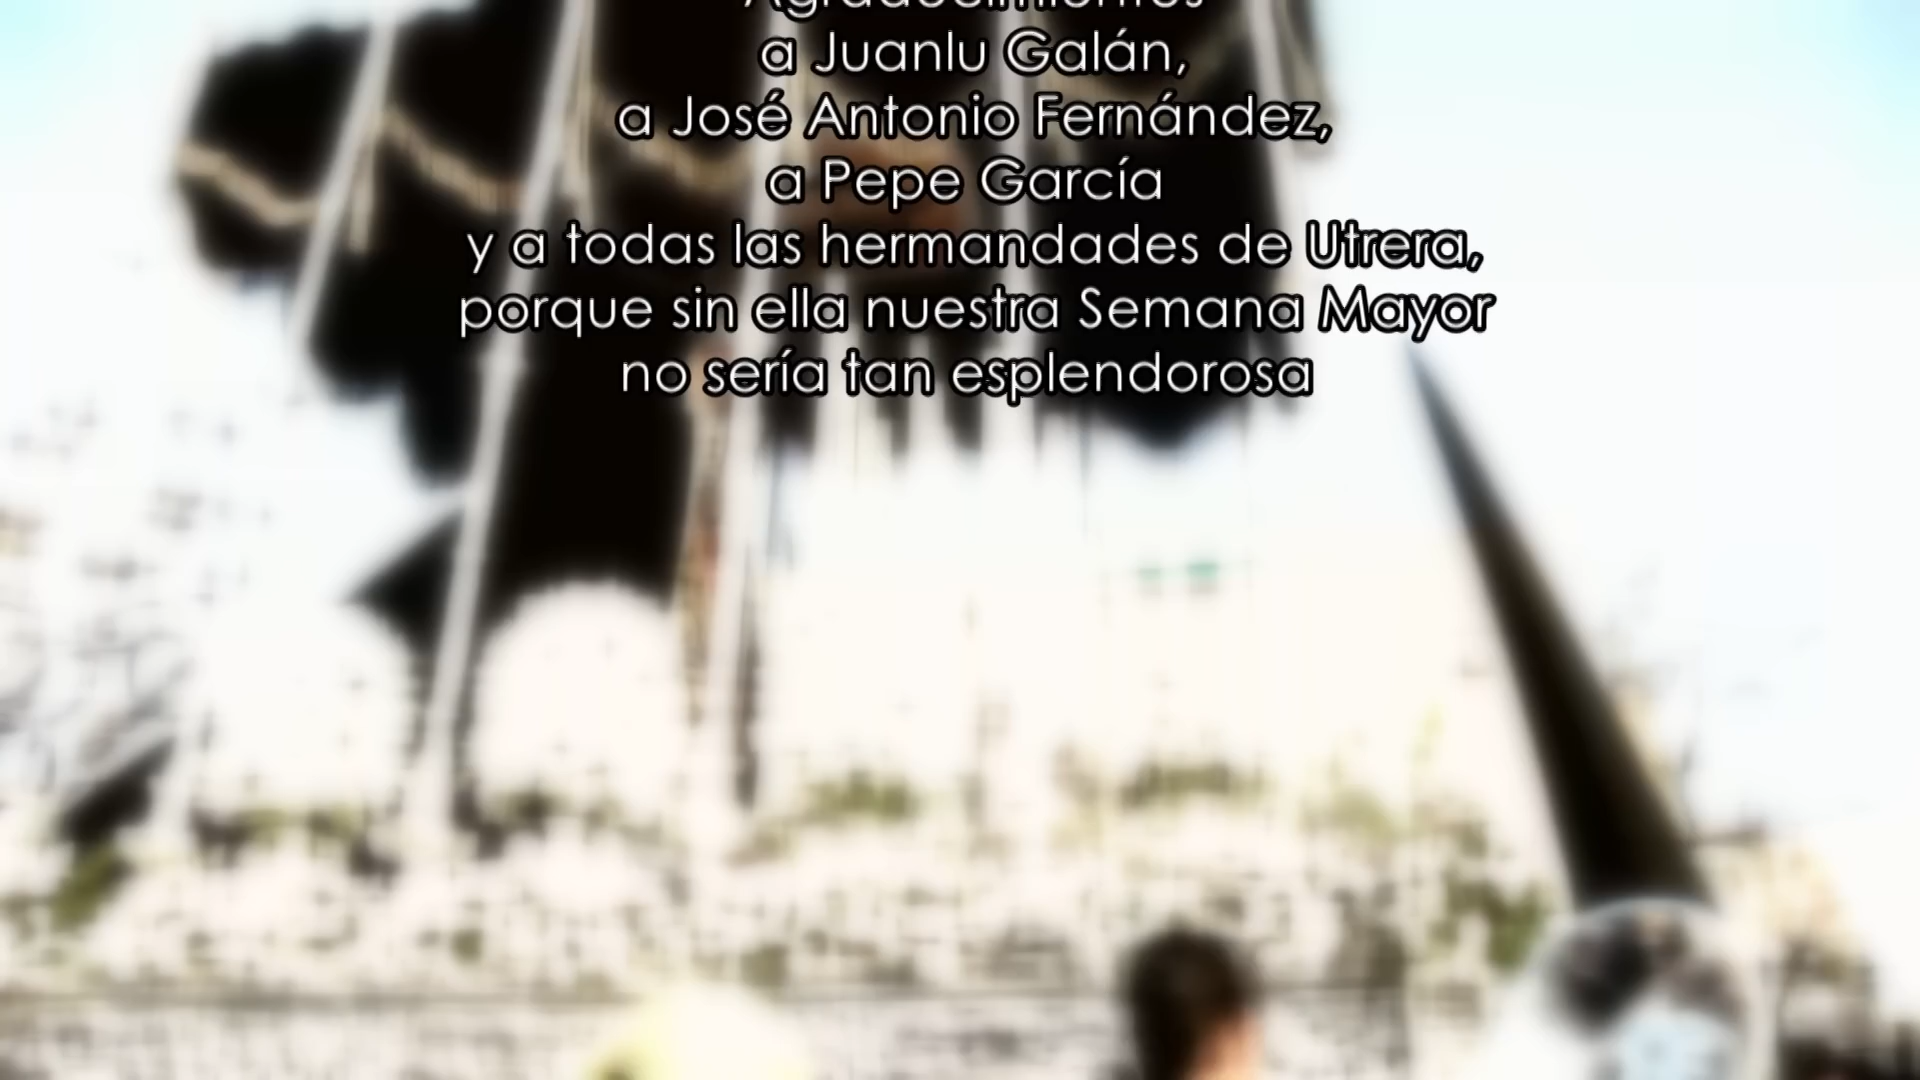 Agradecimientos
a Juanlu Galán,
a José Antonio Fernández,
a Pepe García
y a todas las hermandades de Utrera,
porque sin ella nuestra Semana Mayor
no sería tan esplendorosa